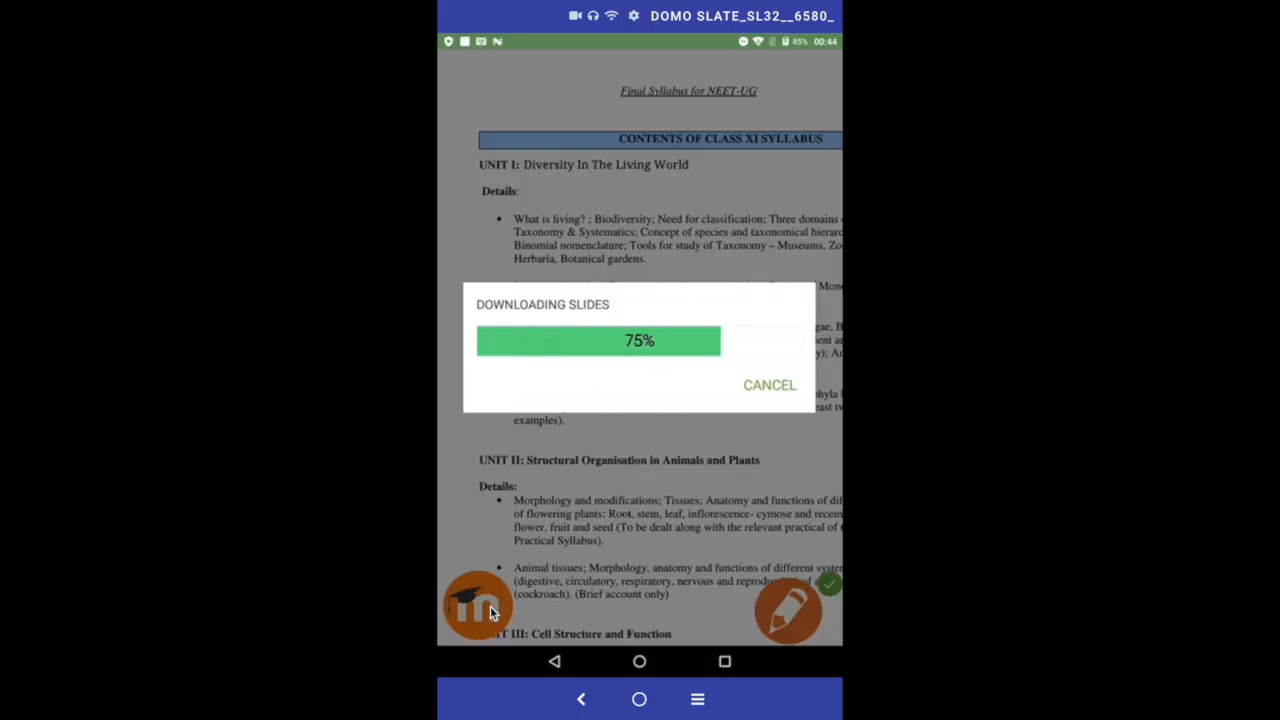 DOMO SLATE_SL32__6580_
85% 00:44
Final Syllabus for NEET-UG
CONTENTS OF CLASS XI SYLLABUS
UNIT I: Diversity In The Living World
Details:
• What is living? ; Biodiversity; Need for classification; Three domains
Taxonomy & Systematics; Concept of species and taxonomical
Binomial nomenclature; Tools for study of Taxonomy – Museums,
Herbaria, Botanical gardens.
DOWNLOADING SLIDES
75%
CANCEL
examples).
UNIT II: Structural Organisation in Animals and Plants
Details:
• Morphology and modifications; Tissues; Anatomy and functions of
of flowering plants: Root, stem, leaf, inflorescence- cymose and
flower, fruit and seed (To be dealt along with the relevant practical of
Practical Syllabus).
• Animal tissues; Morphology, anatomy and functions of different
(digestive, circulatory, respiratory, nervous and
(cockroach). (Brief account only)
III: Cell Structure and Function